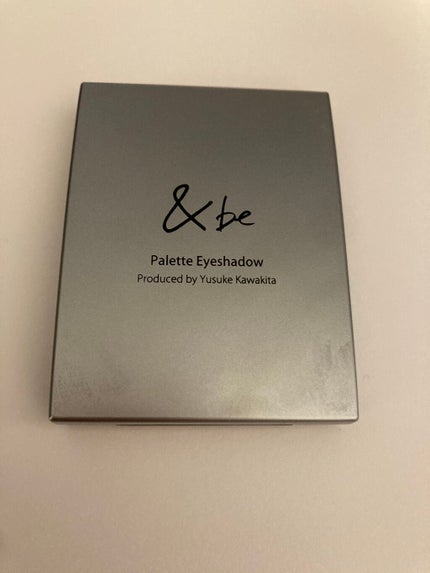 &be
Palette Eyeshadow
Produced by Yusuke Kawakita